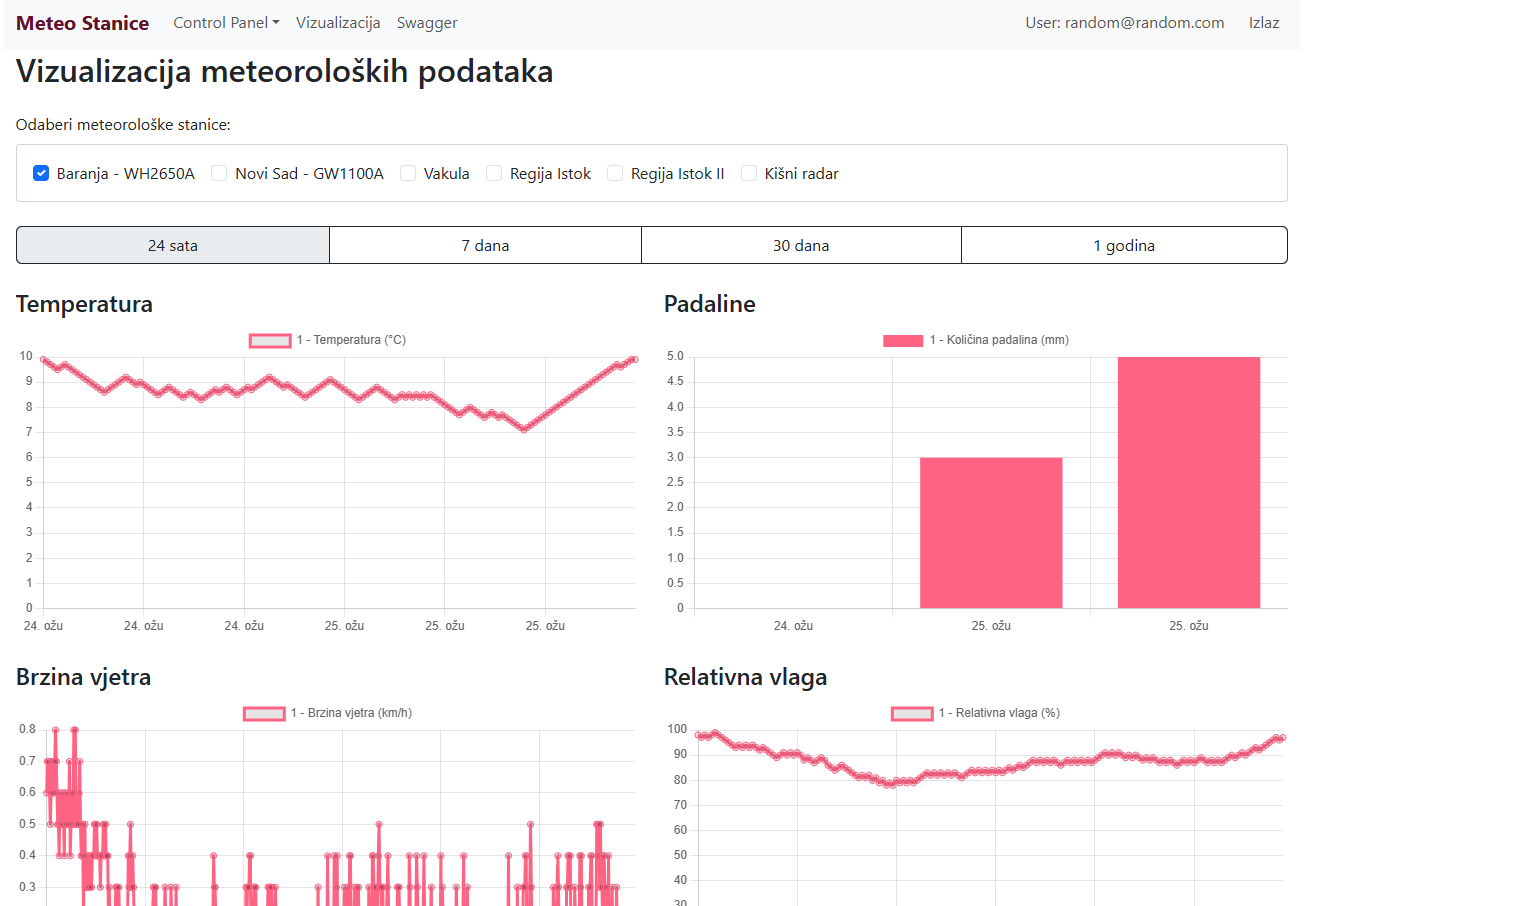 Meteo Stanice Control Panel Vizualizacija Swagger User: random@random.com Izlaz
Vizualizacija meteoroloških podataka
Odaberi meteorološke stanice:
Baranja - WH2650A Novi Sad - GW1100A Vakula Regija Istok Regija Istok II Kišni radar
24 sata 7 dana 30 dana 1 godina
Temperatura
1 - Temperatura (°C)
10
9
8
7
6
5
4
3
2
1
0
24. ožu 24. ožu 24. ožu 25. ožu 25. ožu 25. ožu
Padaline
1 - Količina padalina (mm)
5.0
4.5
4.0
3.5
3.0
2.5
2.0
1.5
1.0
0.5
0
24. ožu 25. ožu 25. ožu
Brzina vjetra
1 - Brzina vjetra (km/h)
0.8
0.7
0.6
0.5
0.4
0.3
Relativna vlaga
1 - Relativna vlaga (%)
100
90
80
70
60
50
40
30